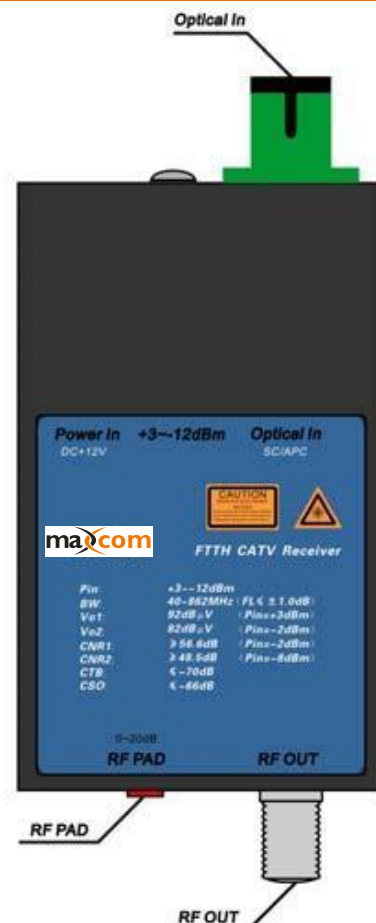 Optical In
Power In +3~-12dBm Optical In
DC+12V SC/APC
CAUTION
maxcom
FTTH CATV Receiver
Pin: +3~-12dBm
BW: 40-862MHz (FL≤±1.0dB)
Vo1: 92dBμV (Pin=+3dBm)
Vo2: 82dBμV (Pin=-2dBm)
CNR1: ≥56.6dB (Pin=-2dBm)
CNR2: ≥48.5dB (Pin=-8dBm)
CTB: ≤-70dB
CSO: ≤-66dB
0~20dB
RF PAD RF OUT
RF PAD
RF OUT